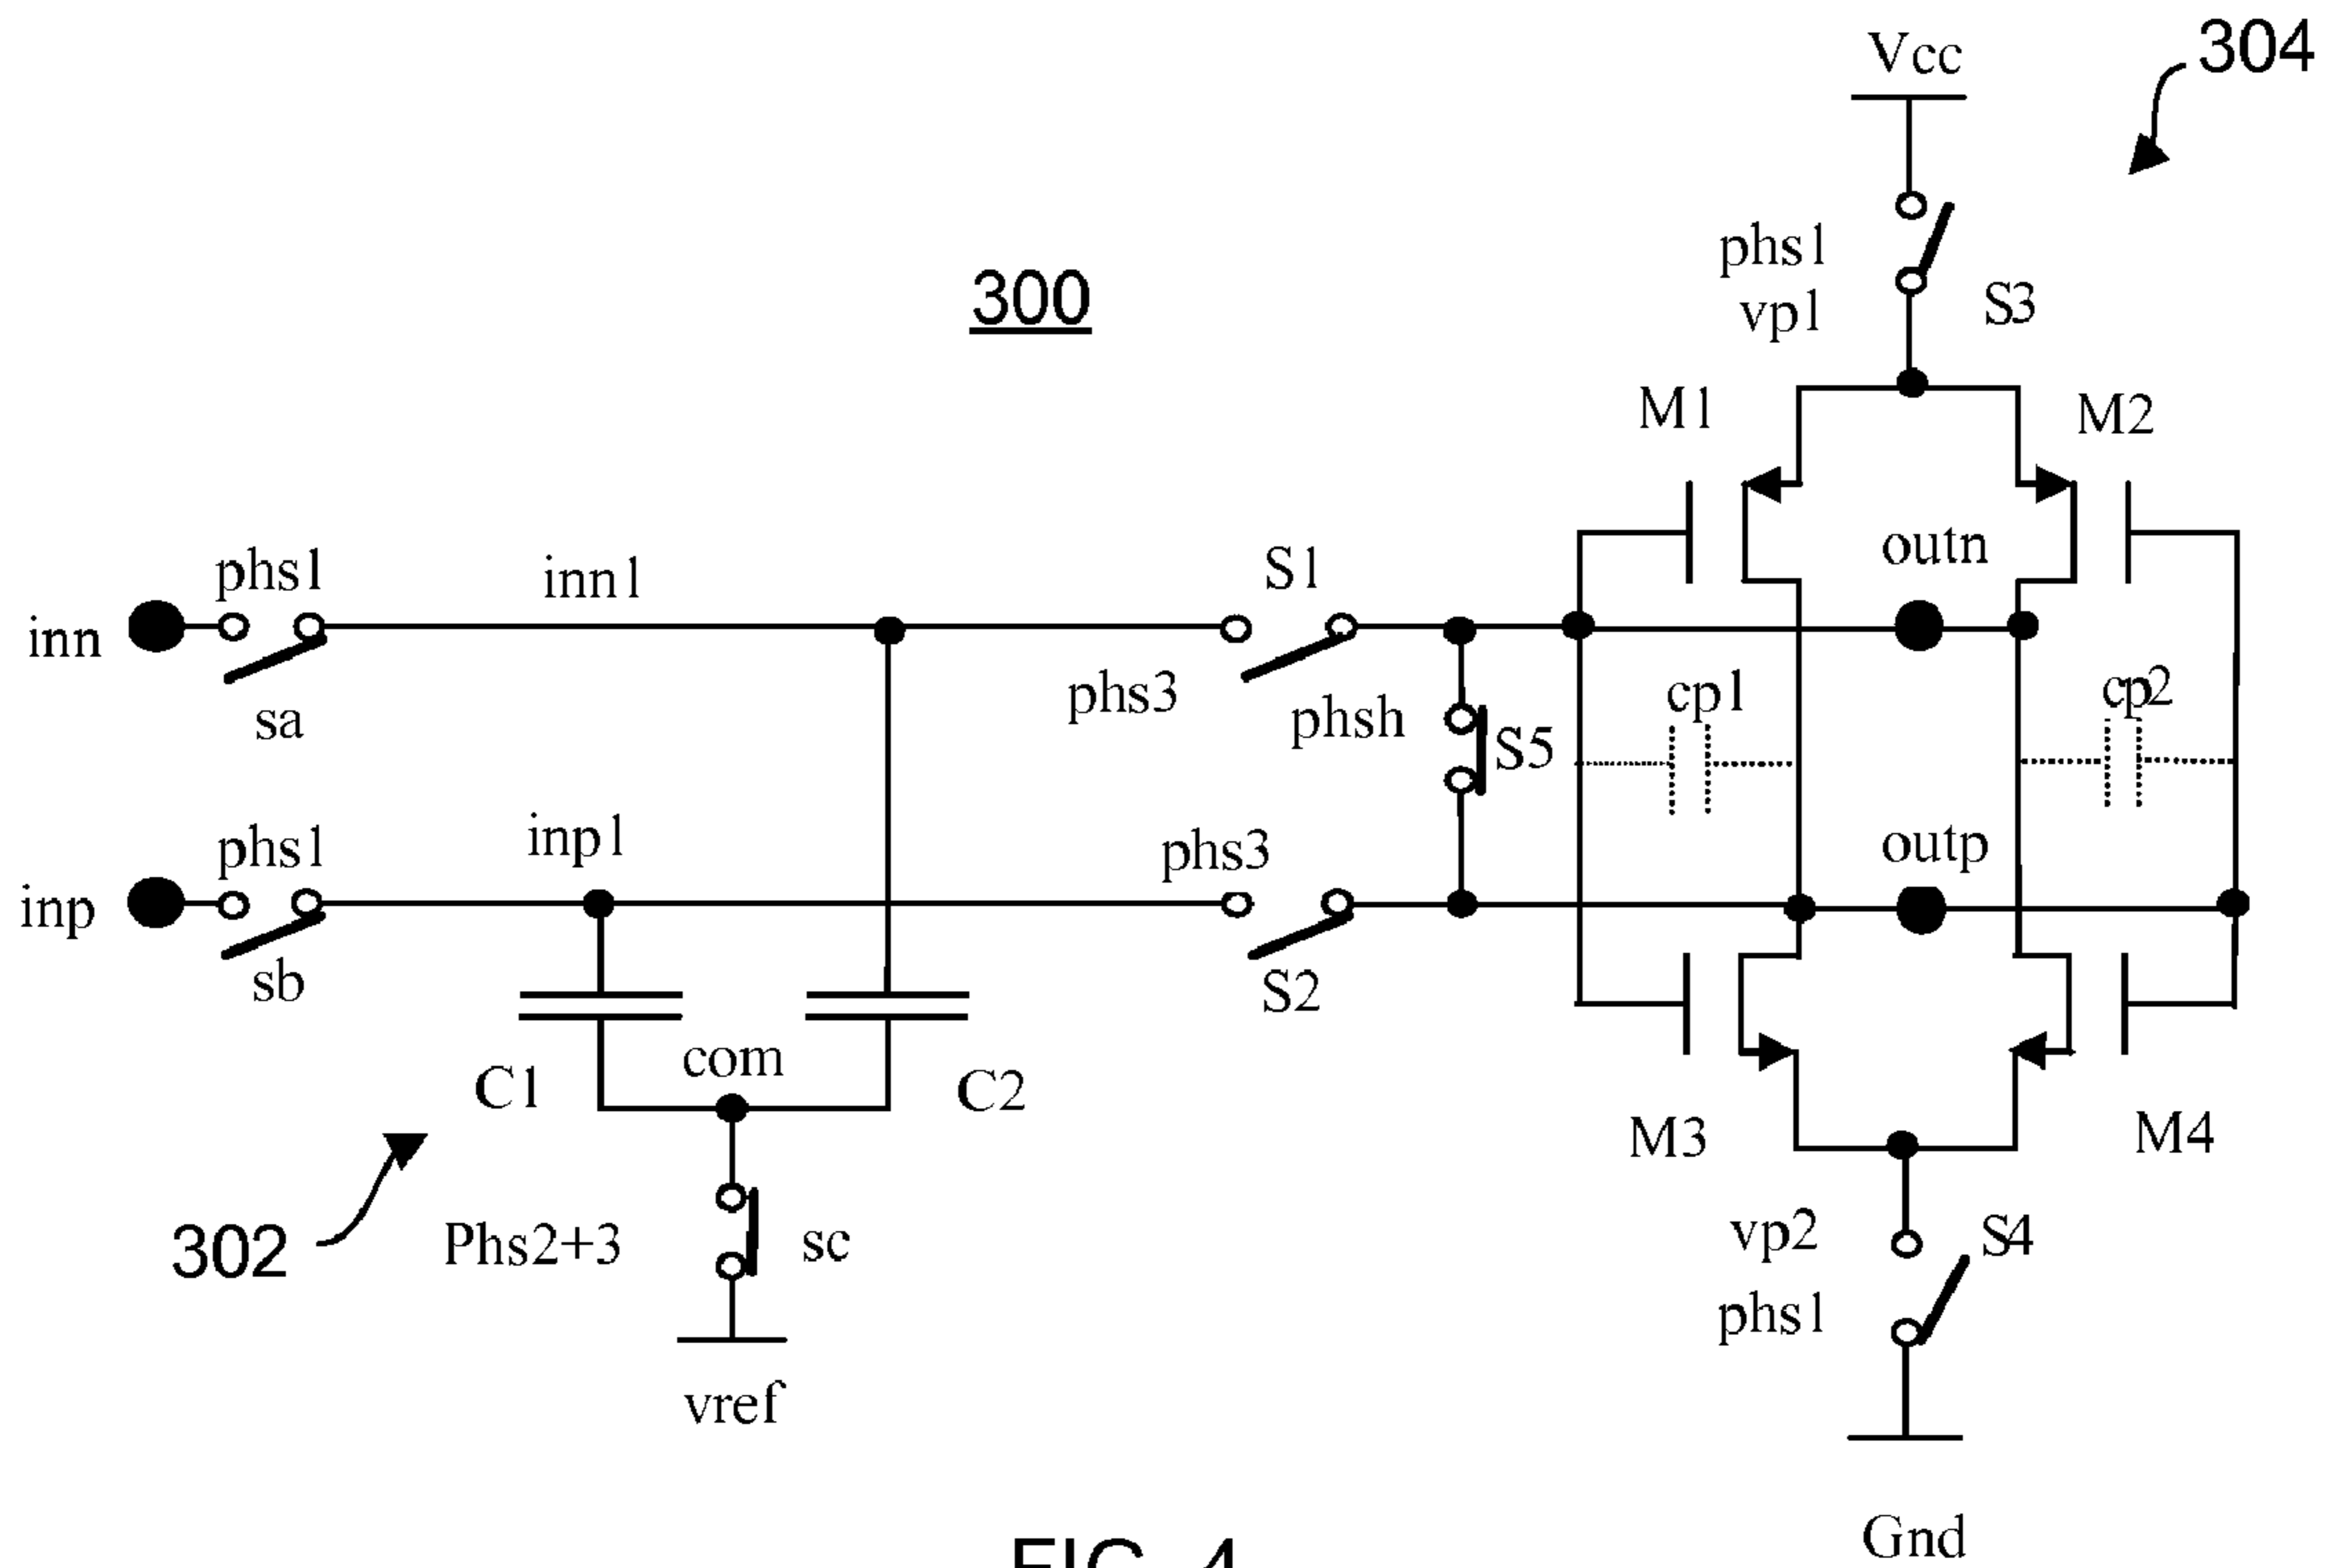 304
Vcc
phs1
vp1
S3
300
M1
M2
outn
phs1
inn1
S1
inn
sa
phs3
phsh
S5
cp1
cp2
phs1
inp1
phs3
outp
inp
sb
S2
C1
com
C2
M3
M4
302
Phs2+3
sc
vp2
S4
phs1
vref
Gnd
FIG. 4